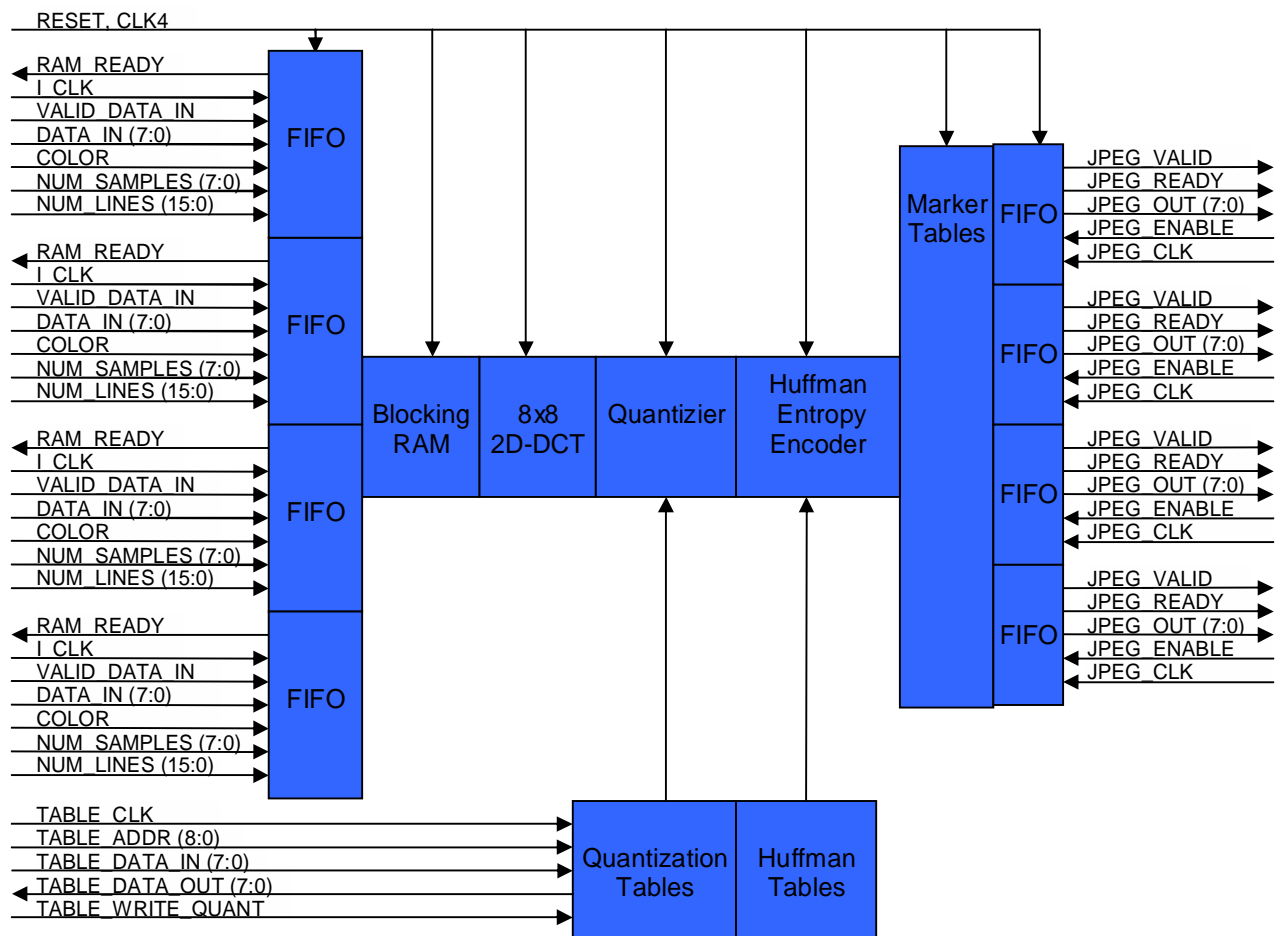 RESET, CLK4
RAM_READY
I_CLK
VALID_DATA_IN
DATA_IN (7:0)
COLOR
NUM_SAMPLES (7:0)
NUM_LINES (15:0)
FIFO
RAM_READY
I_CLK
VALID_DATA_IN
DATA_IN (7:0)
COLOR
NUM_SAMPLES (7:0)
NUM_LINES (15:0)
FIFO
RAM_READY
I_CLK
VALID_DATA_IN
DATA_IN (7:0)
COLOR
NUM_SAMPLES (7:0)
NUM_LINES (15:0)
FIFO
RAM_READY
I_CLK
VALID_DATA_IN
DATA_IN (7:0)
COLOR
NUM_SAMPLES (7:0)
NUM_LINES (15:0)
FIFO
Blocking
RAM
8x8
2D-DCT
Quantizier
Huffman
Entropy
Encoder
Marker
Tables
FIFO
JPEG_VALID
JPEG_READY
JPEG_OUT (7:0)
JPEG_ENABLE
JPEG_CLK
FIFO
JPEG_VALID
JPEG_READY
JPEG_OUT (7:0)
JPEG_ENABLE
JPEG_CLK
FIFO
JPEG_VALID
JPEG_READY
JPEG_OUT (7:0)
JPEG_ENABLE
JPEG_CLK
FIFO
JPEG_VALID
JPEG_READY
JPEG_OUT (7:0)
JPEG_ENABLE
JPEG_CLK
TABLE_CLK
TABLE_ADDR (8:0)
TABLE_DATA_IN (7:0)
TABLE_DATA_OUT (7:0)
TABLE_WRITE_QUANT
Quantization
Tables
Huffman
Tables